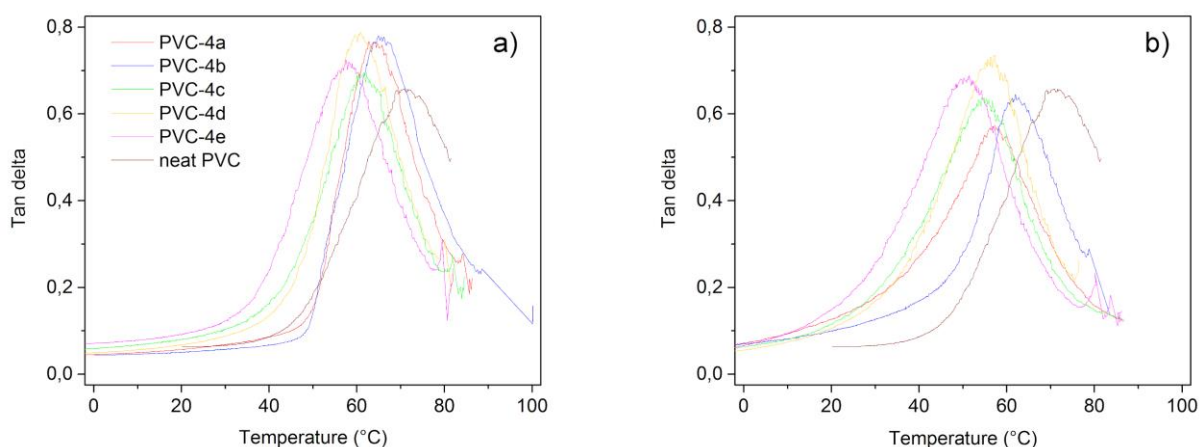 a)
PVC-4a
PVC-4b
PVC-4c
PVC-4d
PVC-4e
neat PVC
Tan delta
0,8
0,6
0,4
0,2
0,0
0 20 40 60 80 100
Temperature (°C)
b)
Tan delta
0,8
0,6
0,4
0,2
0,0
0 20 40 60 80 100
Temperature (°C)